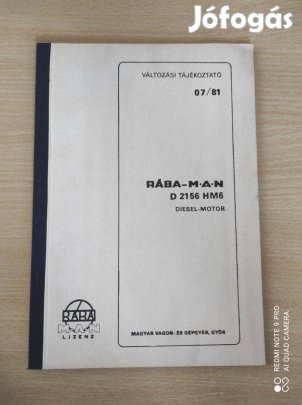 Jófogás
VÁLTOZÁSI TÁJÉKOZTATÓ
07/81
RÁBA-M·A·N
D 2156 HM6
DIESEL-MOTOR
RÁBA
M·A·N
LIZENZ
MAGYAR VAGON- ÉS GÉPGYÁR, GYŐR
REDMI NOTE 9 PRO
AI QUAD CAMERA